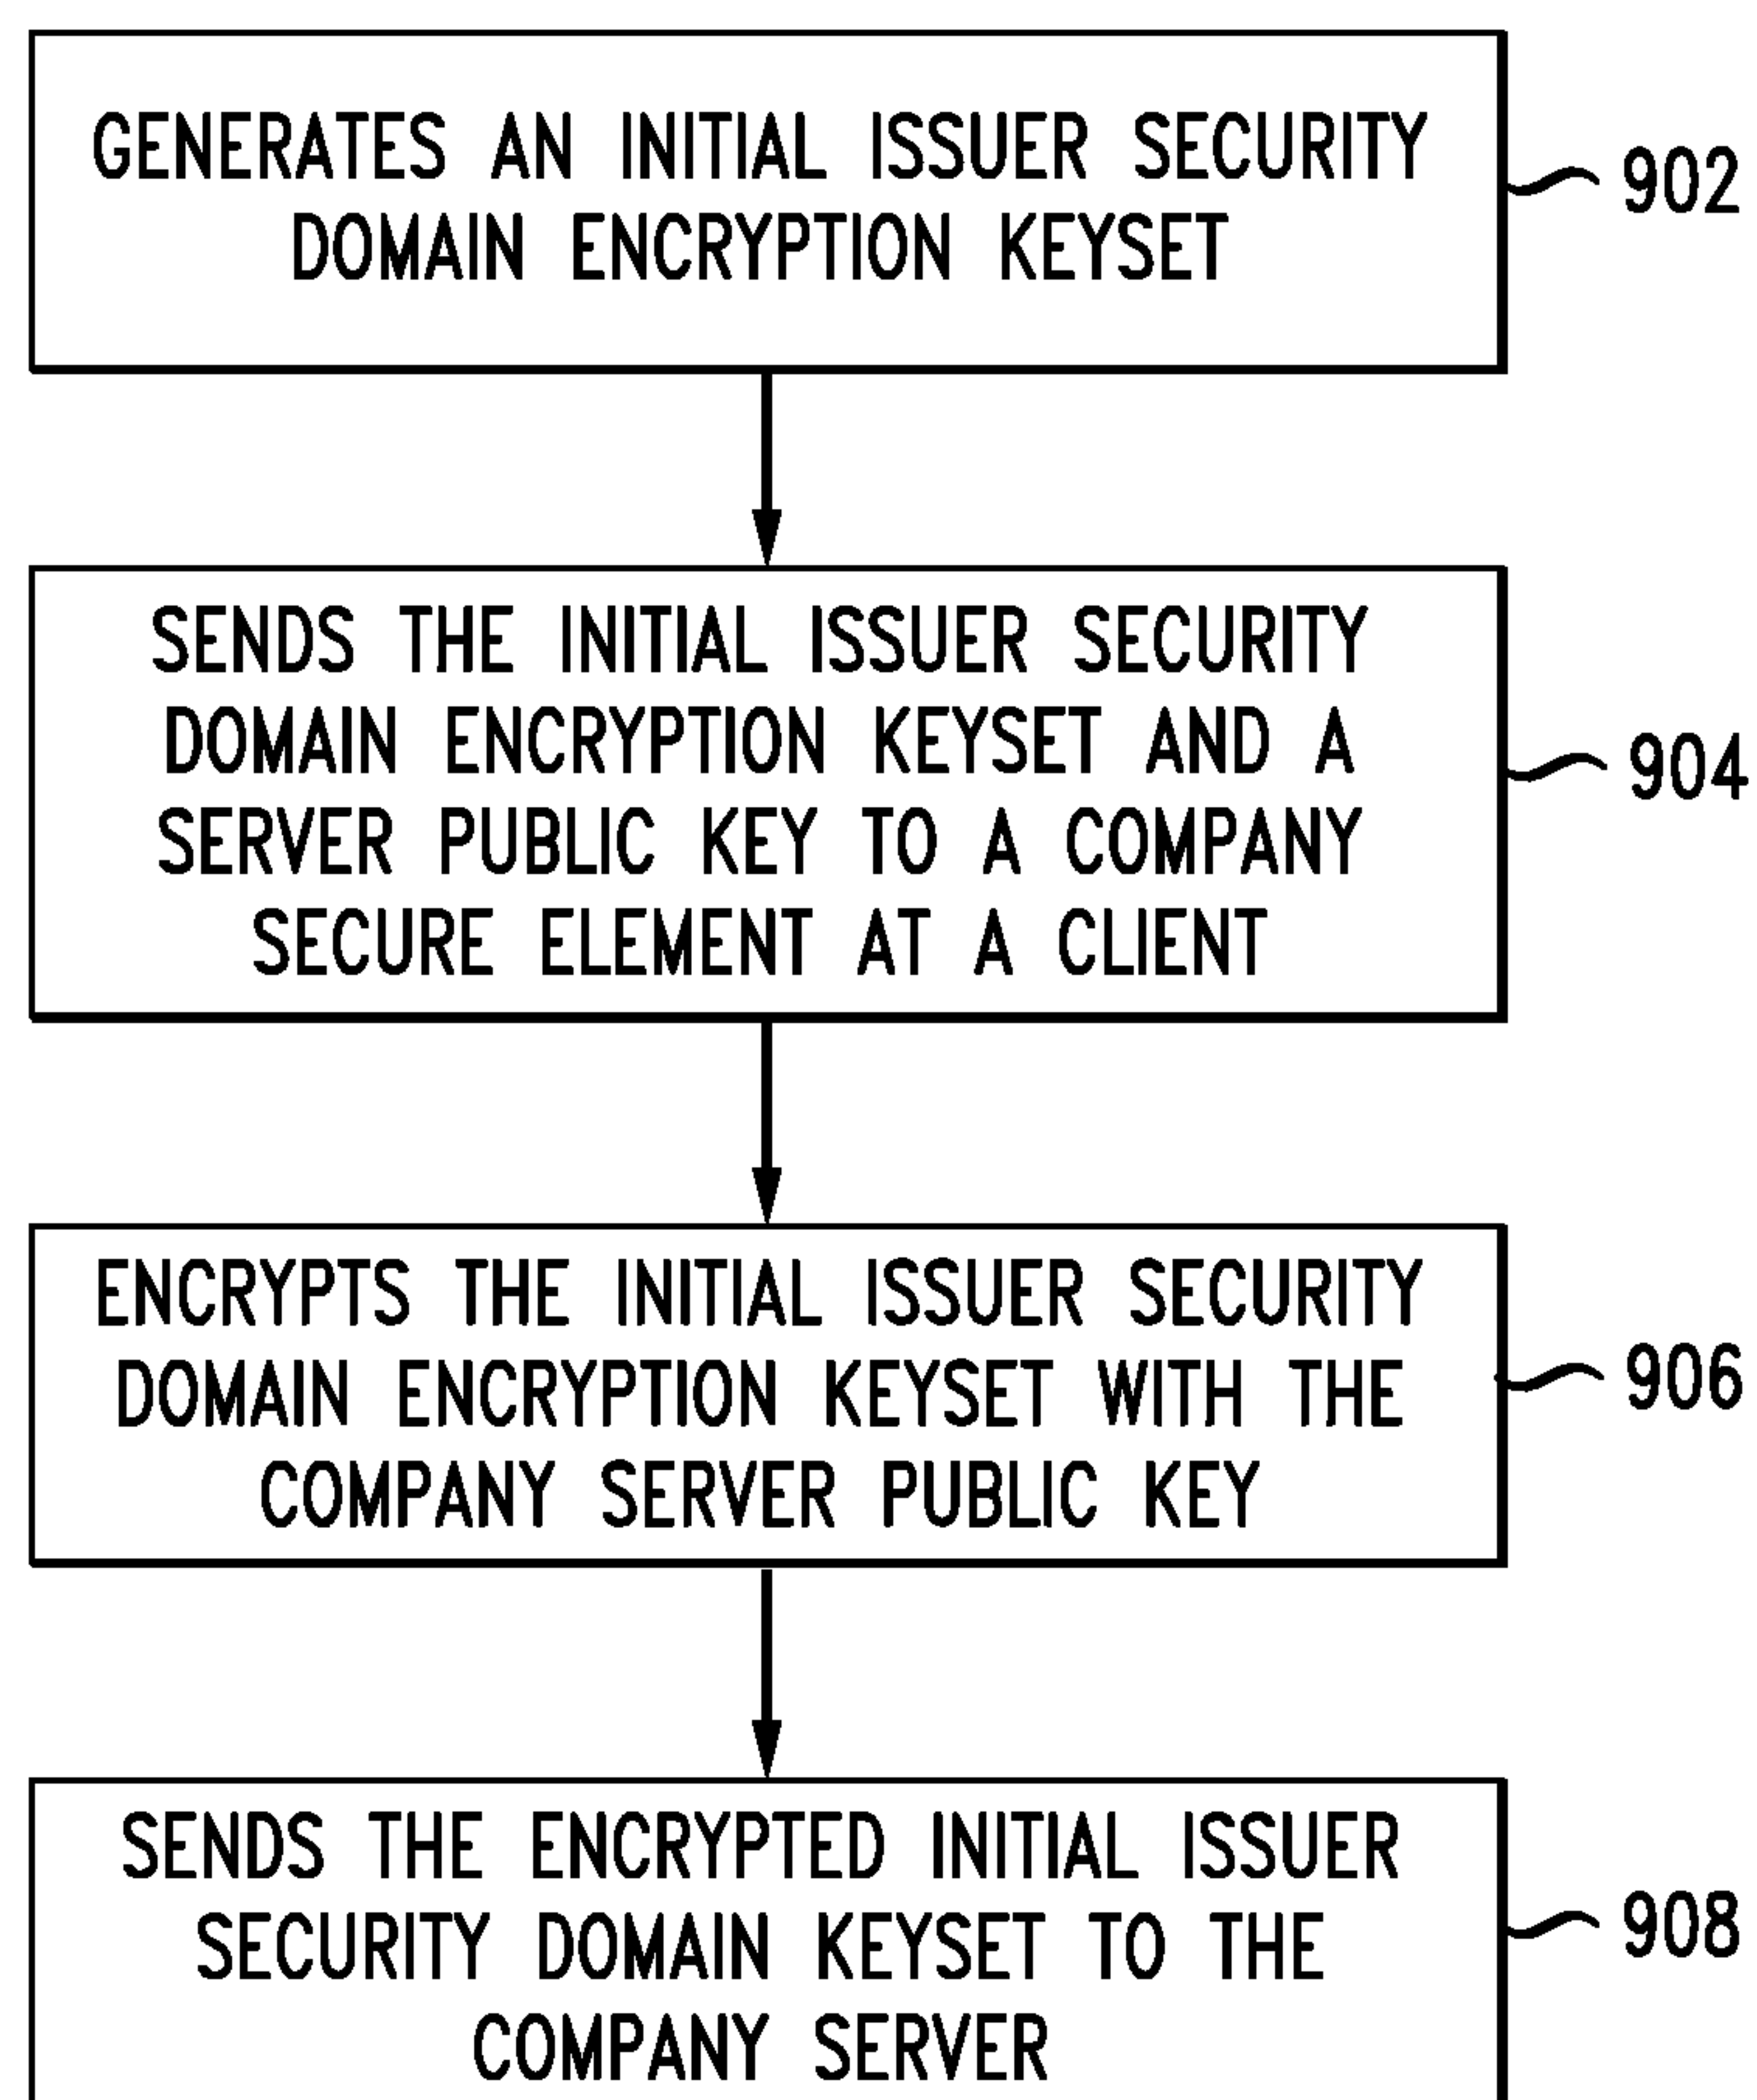 GENERATES AN INITIAL ISSUER SECURITY
DOMAIN ENCRYPTION KEYSET
902
SENDS THE INITIAL ISSUER SECURITY
DOMAIN ENCRYPTION KEYSET AND A
SERVER PUBLIC KEY TO A COMPANY
SECURE ELEMENT AT A CLIENT
904
ENCRYPTS THE INITIAL ISSUER SECURITY
DOMAIN ENCRYPTION KEYSET WITH THE
COMPANY SERVER PUBLIC KEY
906
SENDS THE ENCRYPTED INITIAL ISSUER
SECURITY DOMAIN KEYSET TO THE
COMPANY SERVER
908